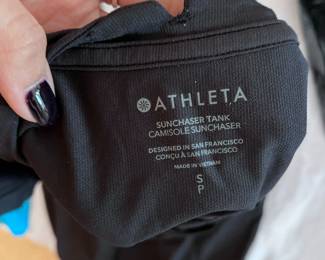 ATHLETA
SUNCHASER TANK
CAMISOLE SUNCHASER
DESIGNED IN SAN FRANCISCO
CONÇU À SAN FRANCISCO
MADE IN VIETNAM
S
P